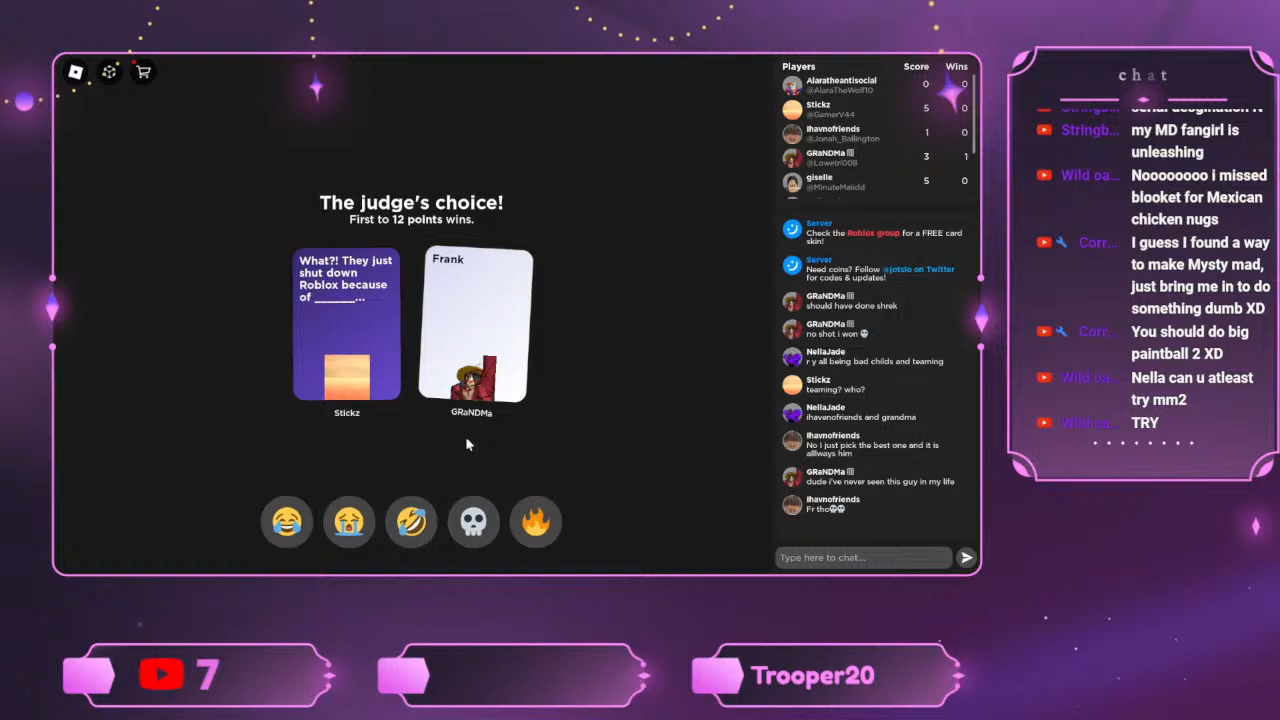 The judge's choice!
First to 12 points wins.
What?! They just
shut down
Roblox because
of ______...
Stickz
Frank
GRaNDMa
Players Score Wins
Alaratheantisocial 0 0
@AlaraTheWolf10
Stickz 5 0
@GamerV44
Ihavnofriends 1 0
@Jonah_Ballington
GRaNDMa 3 1
@Lowetri008
giselle 5 0
@MinuteMaiidd
Server
Check the Roblox group for a FREE card
skin!
Server
Need coins? Follow @jotslo on Twitter
for codes & updates!
GRaNDMa
should have done shrek
GRaNDMa
no shot i won 💀
NellaJade
r y all being bad childs and teaming
Stickz
teaming? who?
NellaJade
ihavenofriends and grandma
Ihavnofriends
No I just pick the best one and it is
alllways him
GRaNDMa
dude i've never seen this guy in my life
Ihavnofriends
Fr tho💀💀
Type here to chat...
chat
Stringb... my MD fangirl is
unleashing
Wild oa... Noooooooo i missed
blooket for Mexican
chicken nugs
Corr... I guess I found a way
to make Mysty mad,
just bring me in to do
something dumb XD
Corr... You should do big
paintball 2 XD
Wild oa... Nella can u atleast
try mm2
TRY
7
Trooper20